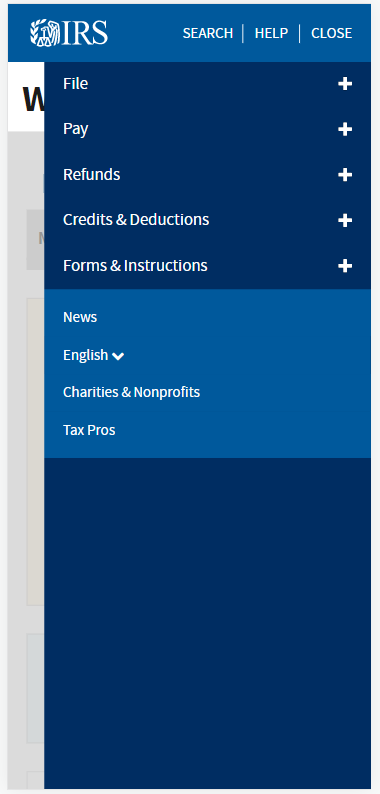 IRS
SEARCH HELP CLOSE
W
File
Pay
Refunds
Credits & Deductions
Forms & Instructions
News
English
Charities & Nonprofits
Tax Pros